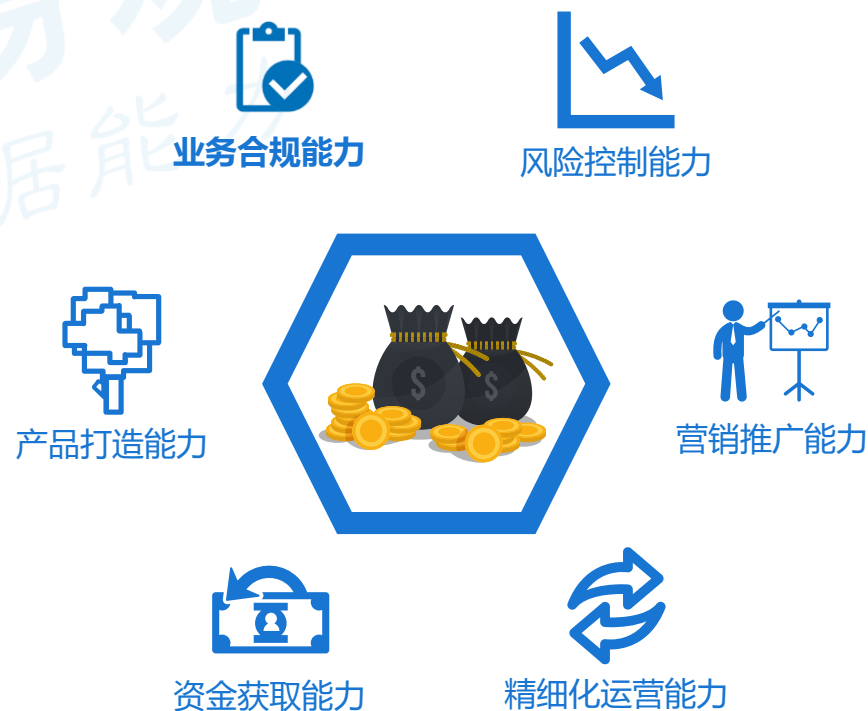 业务合规能力
风险控制能力
产品打造能力
营销推广能力
资金获取能力
精细化运营能力
$
$